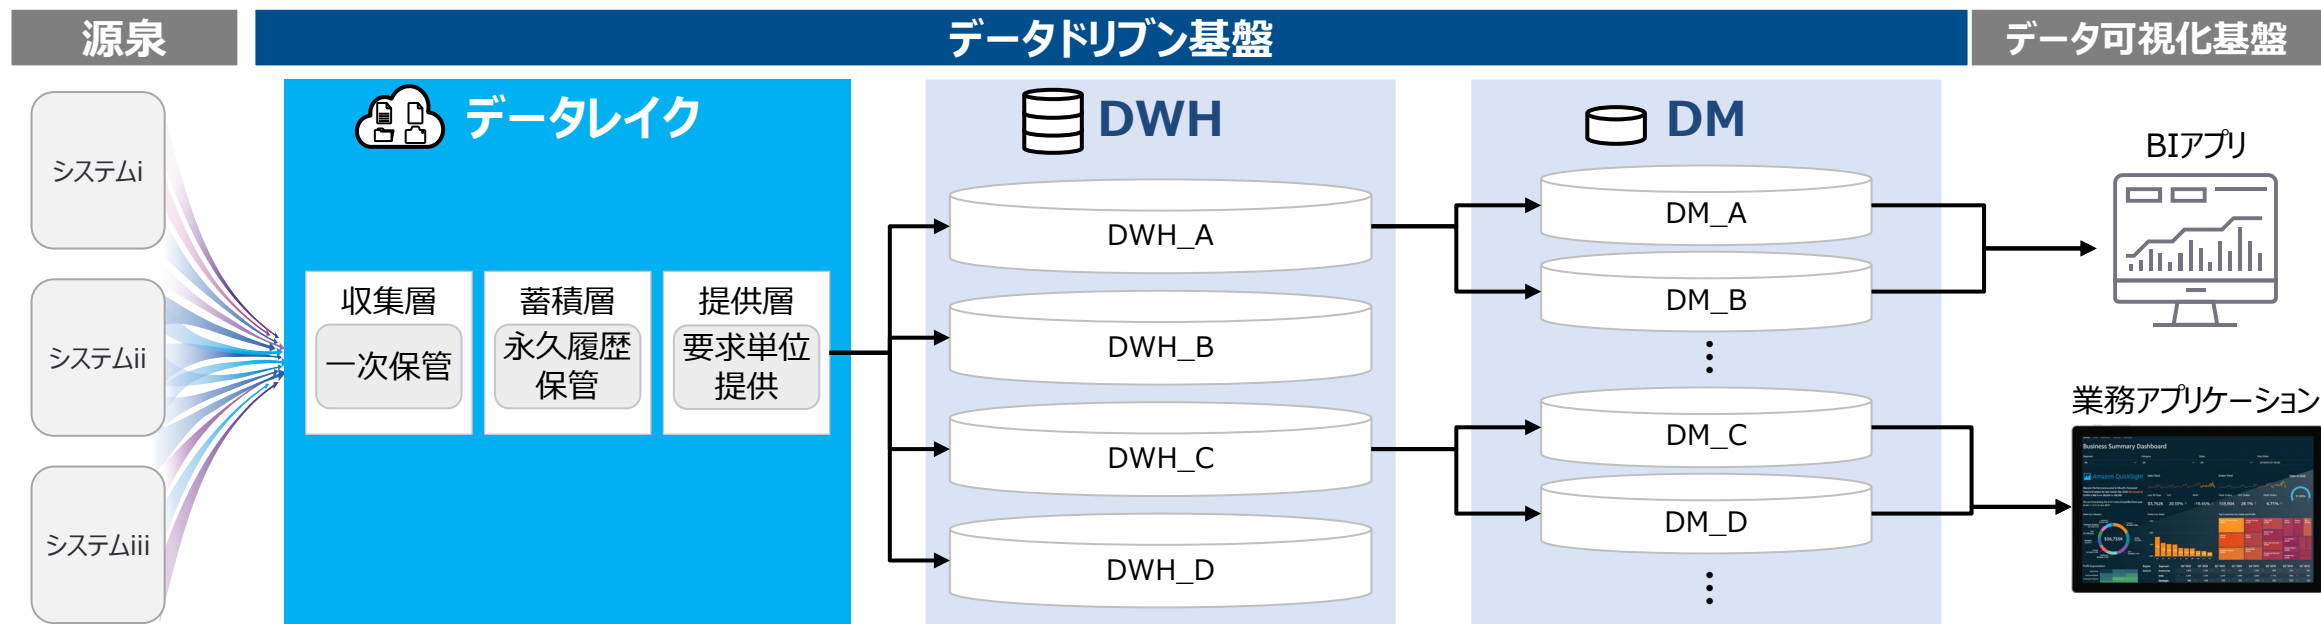 源泉
データドリブン基盤
データ可視化基盤
システムi
システムii
システムiii
データレイク
収集層
一次保管
蓄積層
永久履歴
保管
提供層
要求単位
提供
DWH
DWH_A
DWH_B
DWH_C
DWH_D
DM
DM_A
DM_B
DM_C
DM_D
BIアプリ
業務アプリケーション
Business Summary Dashboard
Amazon QuickSight
$36,755K